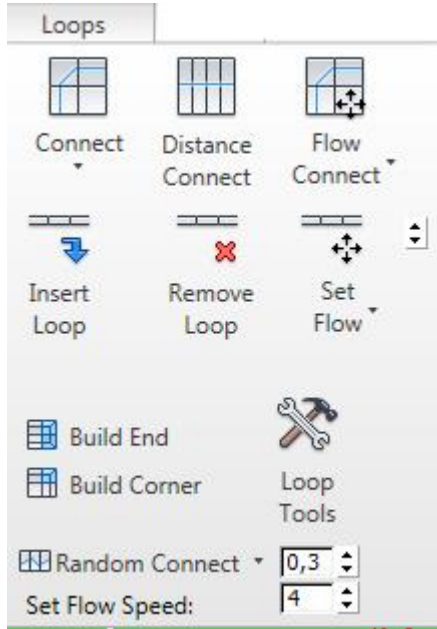 Loops
Connect
Distance
Connect
Flow
Connect
Insert
Loop
Remove
Loop
Set
Flow
Build End
Build Corner
Loop
Tools
Random Connect 0,3
Set Flow Speed: 4